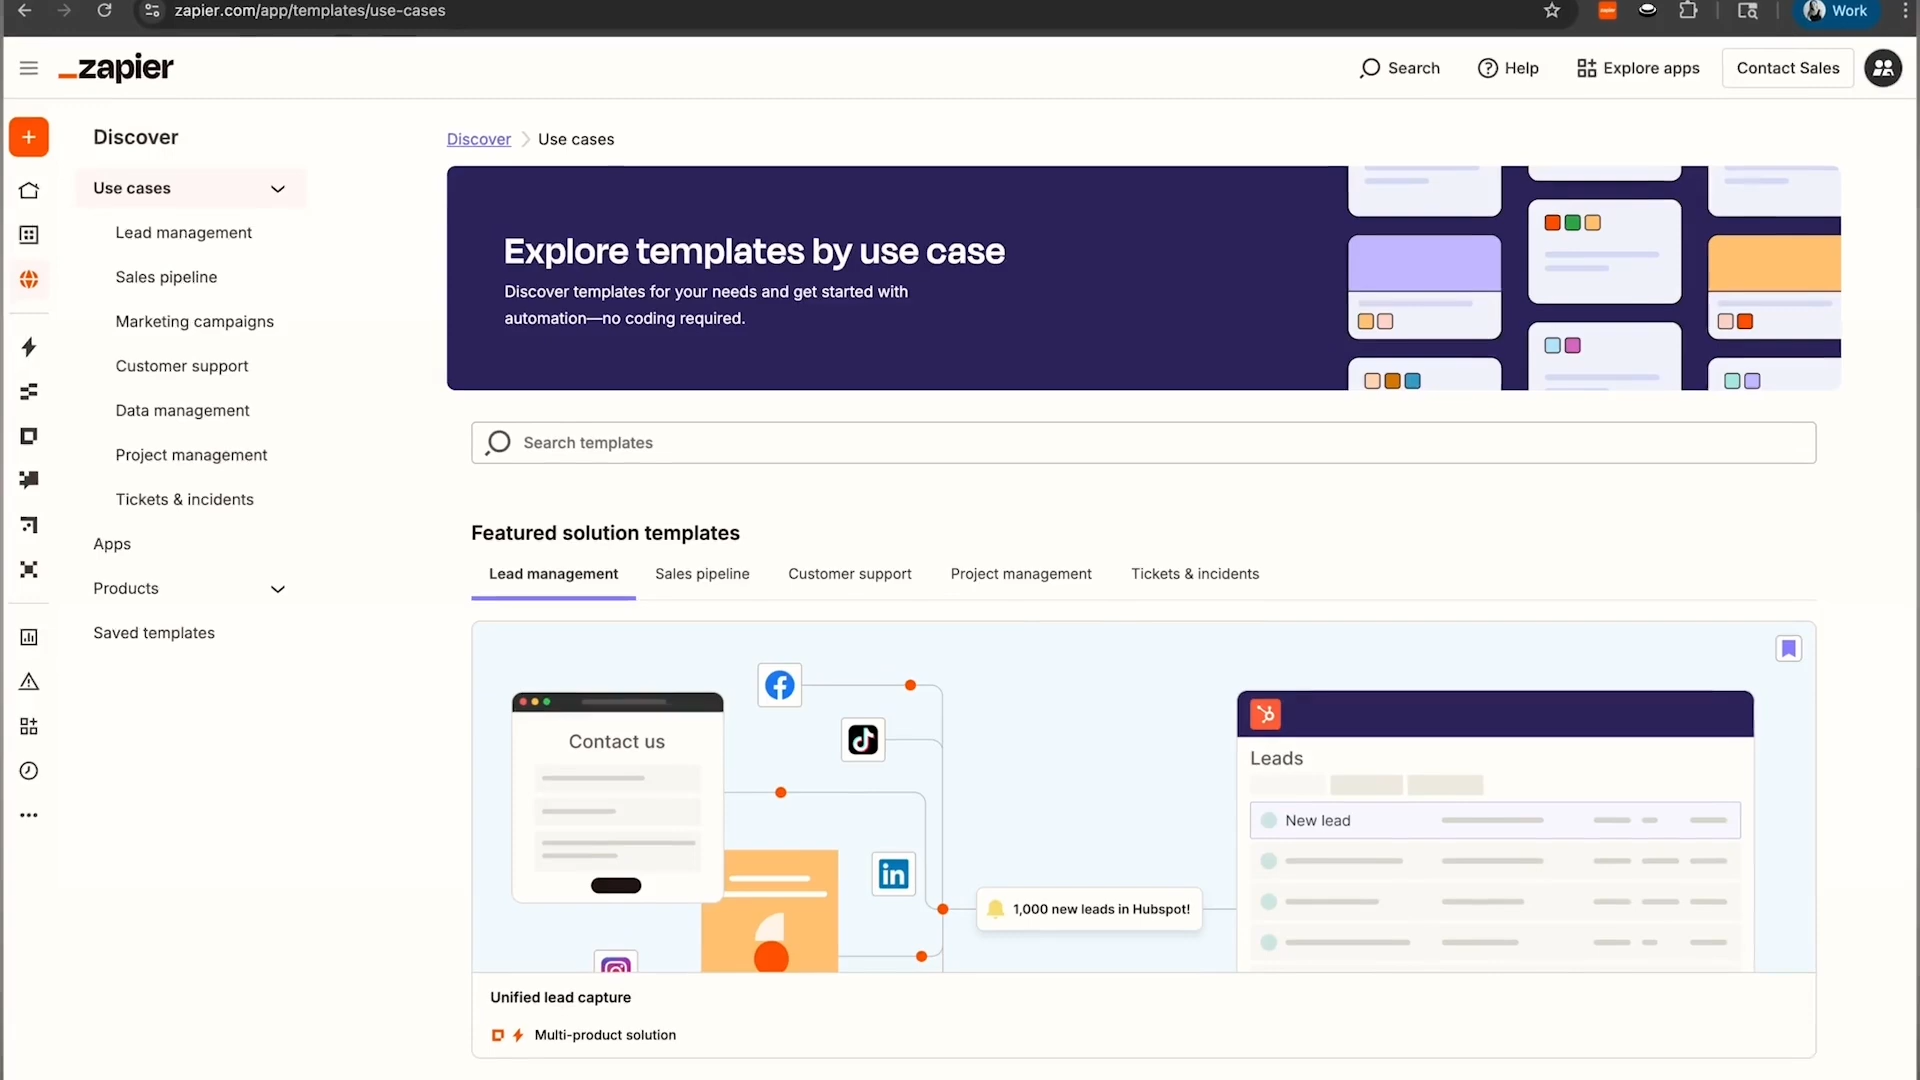 zapier.com/app/templates/use-cases
Work
zapier
Search
Help
Explore apps
Contact Sales
Discover
Use cases
Lead management
Sales pipeline
Marketing campaigns
Customer support
Data management
Project management
Tickets & incidents
Apps
Products
Saved templates
Discover
Use cases
Explore templates by use case
Discover templates for your needs and get started with
automation—no coding required.
Search templates
Featured solution templates
Lead management
Sales pipeline
Customer support
Project management
Tickets & incidents
Contact us
in
1,000 new leads in Hubspot!
Leads
New lead
Unified lead capture
Multi-product solution